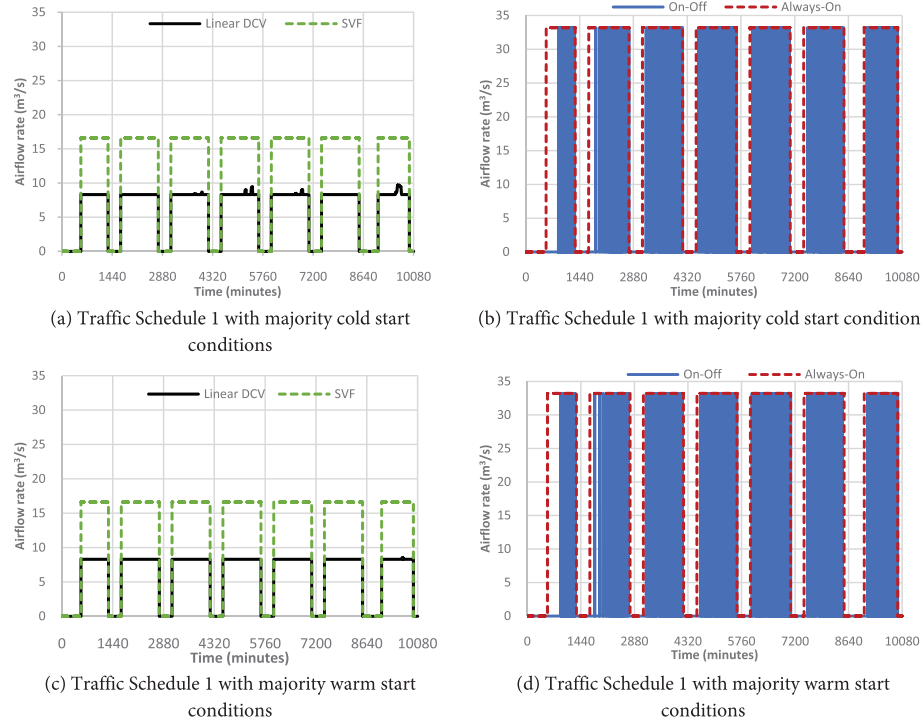 Linear DCV SVF
35
30
25
20
15
10
5
0
Airflow rate (m³/s)
0 1440 2880 4320 5760 7200 8640 10080
Time (minutes)
(a) Traffic Schedule 1 with majority cold start
conditions
On-Off Always-On
35
30
25
20
15
10
5
0
Airflow rate (m³/s)
0 1440 2880 4320 5760 7200 8640 10080
Time (minutes)
(b) Traffic Schedule 1 with majority cold start condition
Linear DCV SVF
35
30
25
20
15
10
5
0
Airflow rate (m³/s)
0 1440 2880 4320 5760 7200 8640 10080
Time (minutes)
(c) Traffic Schedule 1 with majority warm start
conditions
On-Off Always-On
35
30
25
20
15
10
5
0
Airflow rate (m³/s)
0 1440 2880 4320 5760 7200 8640 10080
Time (minutes)
(d) Traffic Schedule 1 with majority warm start
conditions